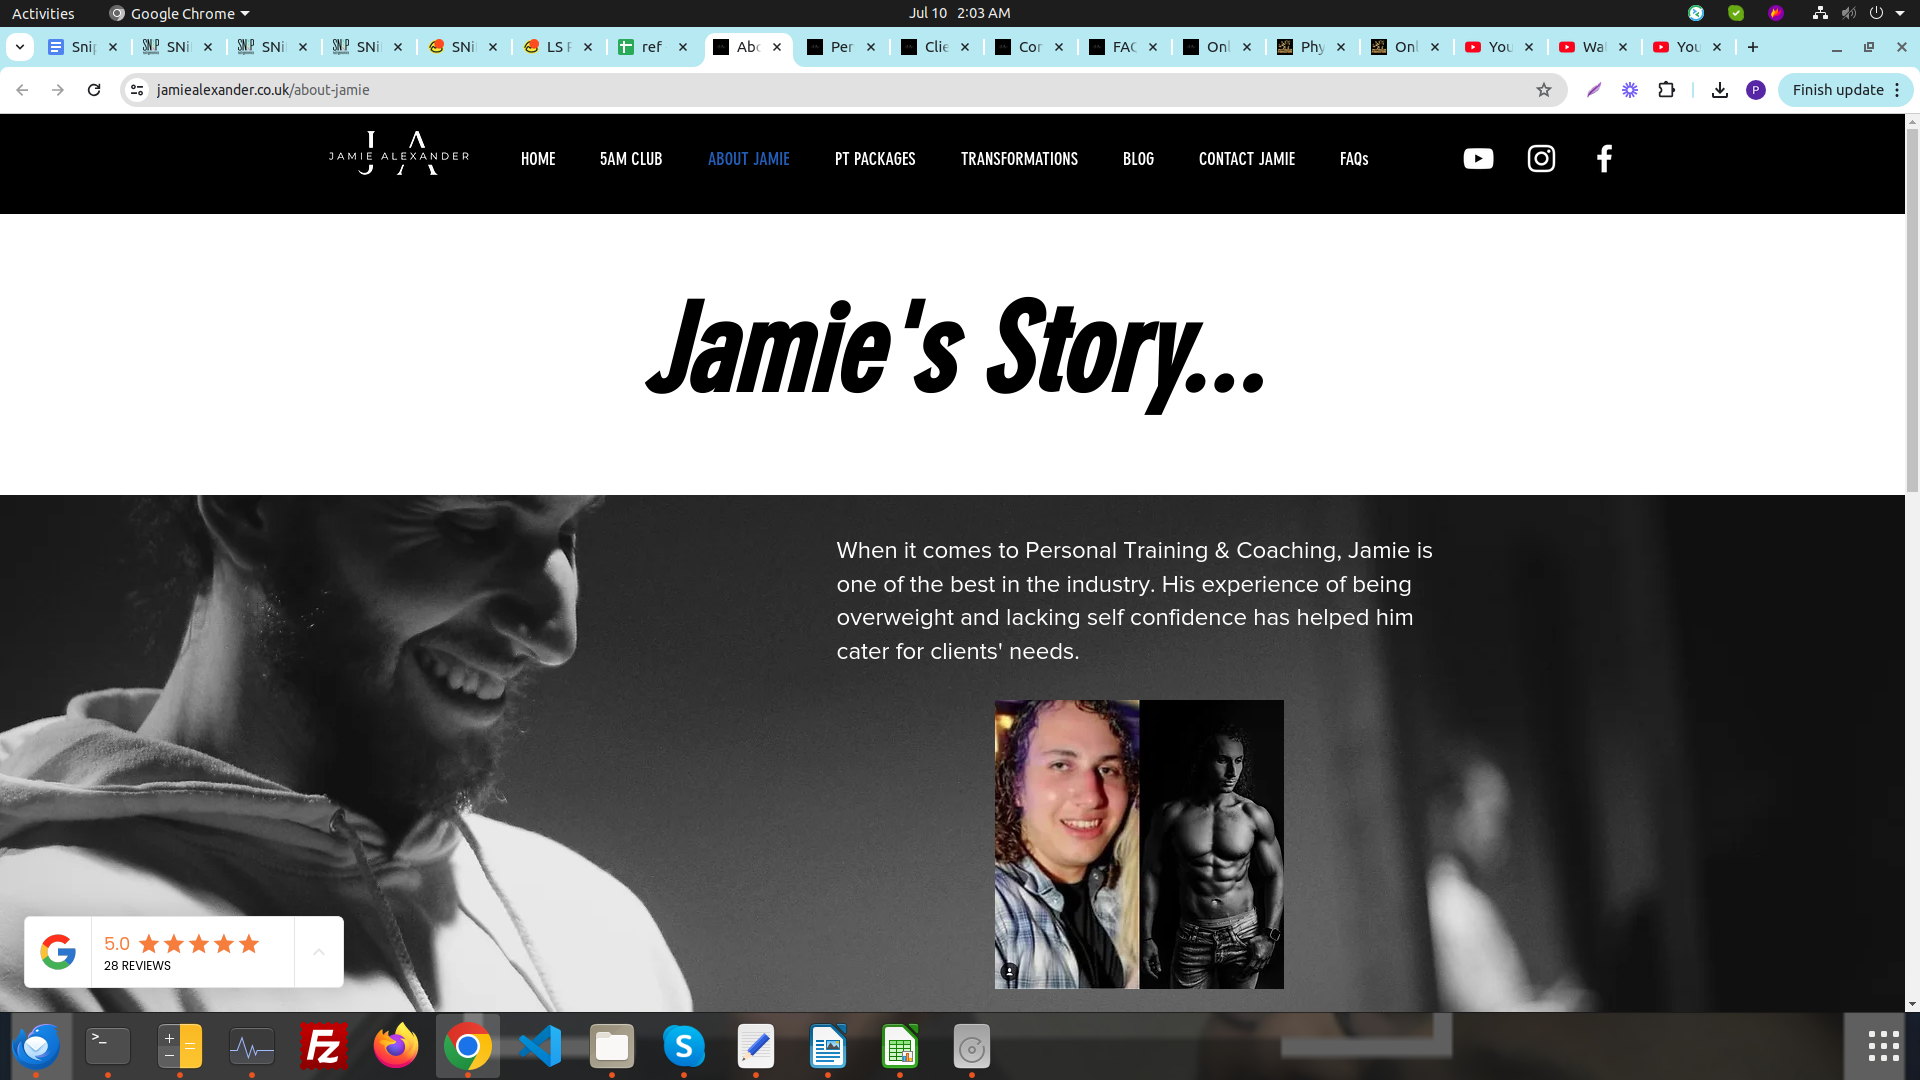 Activities
Google Chrome
Jul 10 2:03 AM
Snip
SNi
SNi
SNi
SNi
LS
ref
Abo
Per
Clie
Con
FAQ
Onl
Phy
Onl
You
Wal
You
jamiealexander.co.uk/about-jamie
P
Finish update
J A
JAMIE ALEXANDER
J A
HOME
5AM CLUB
ABOUT JAMIE
PT PACKAGES
TRANSFORMATIONS
BLOG
CONTACT JAMIE
FAQs
Jamie's Story...
When it comes to Personal Training & Coaching, Jamie is
one of the best in the industry. His experience of being
overweight and lacking self confidence has helped him
cater for clients' needs.
5.0
28 REVIEWS